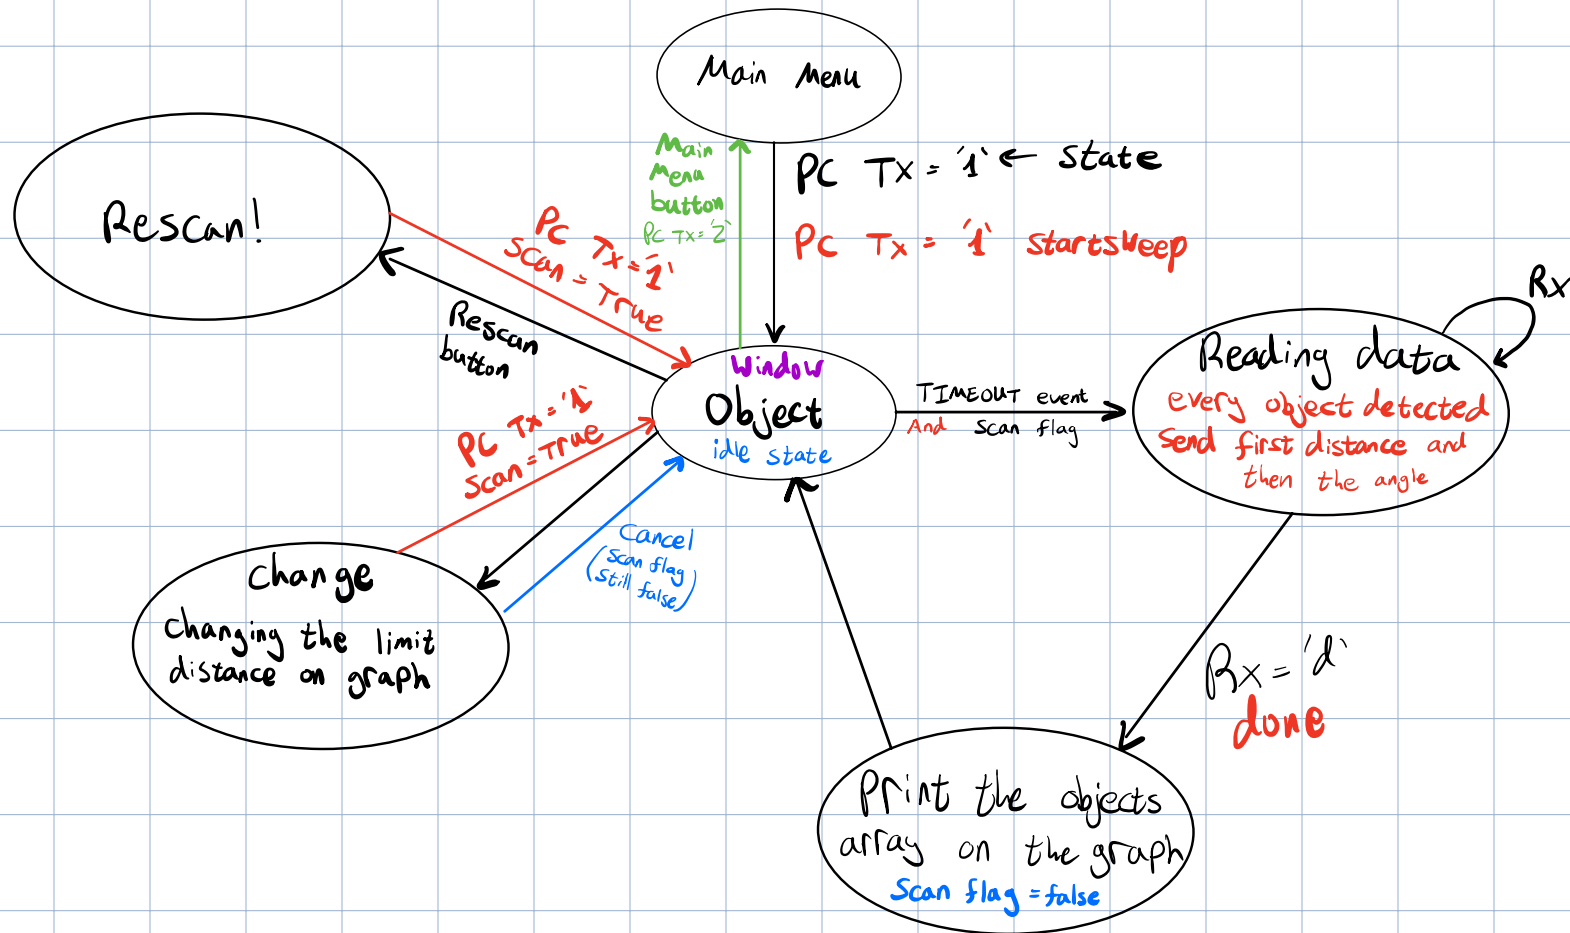 Main Menu
Main
Menu
button
PC Tx = '2'
PC Tx = '1' ← state
PC Tx = '1' startsweep
Rescan!
PC Tx = '1'
Scan = True
Rescan
button
Window
Object
idle state
TIMEOUT event
And scan flag
Rx
Reading data
every object detected
Send first distance and
then the angle
PC Tx = '1'
Scan = True
Cancel
(scan flag
still false)
Change
Changing the limit
distance on graph
Rx = 'd'
done
Print the objects
array on the graph
Scan flag = false